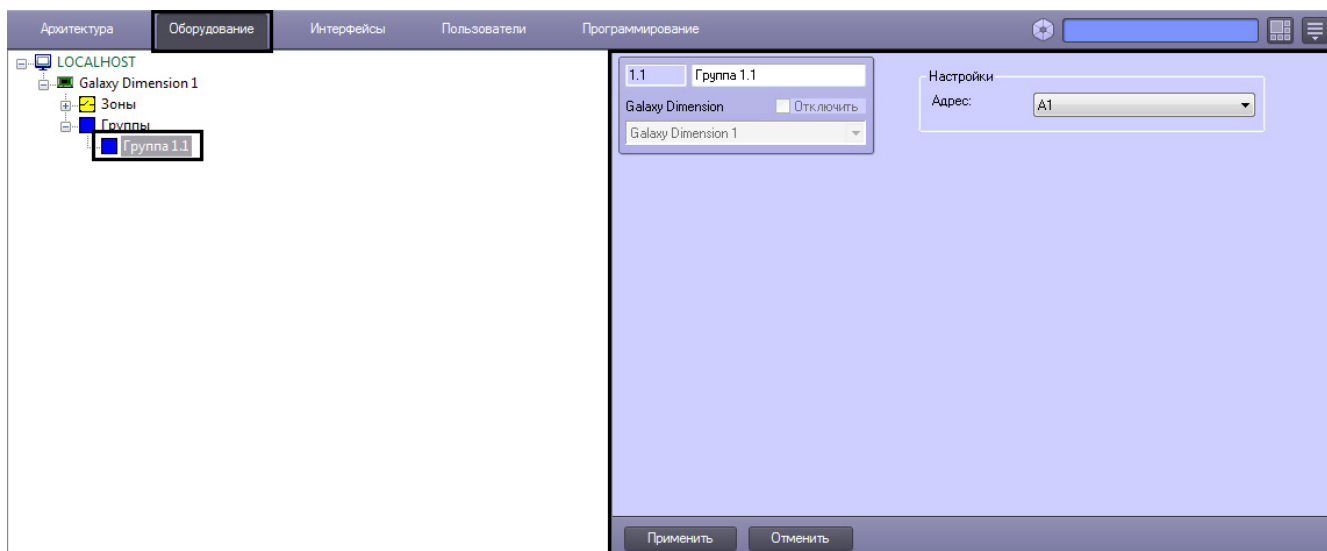 Архитектура Оборудование Интерфейсы Пользователи Программирование
LOCALHOST
Galaxy Dimension 1
Зоны
Группы
Группа 1.1
1.1 Группа 1.1
Galaxy Dimension Отключить
Galaxy Dimension 1
Настройки
Адрес: A1
Применить Отменить